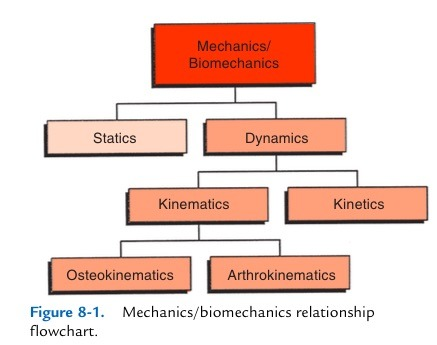 Mechanics/
Biomechanics
Statics
Dynamics
Kinematics
Kinetics
Osteokinematics
Arthrokinematics
Figure 8-1. Mechanics/biomechanics relationship
flowchart.